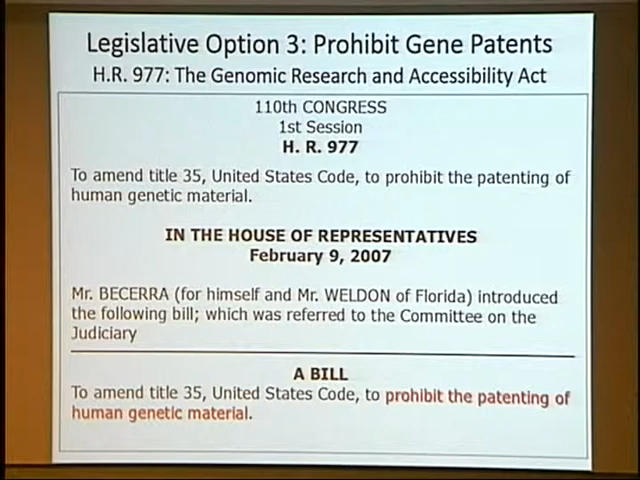 Legislative Option 3: Prohibit Gene Patents
H.R. 977: The Genomic Research and Accessibility Act
110th CONGRESS
1st Session
H. R. 977
To amend title 35, United States Code, to prohibit the patenting of
human genetic material.
IN THE HOUSE OF REPRESENTATIVES
February 9, 2007
Mr. BECERRA (for himself and Mr. WELDON of Florida) introduced
the following bill; which was referred to the Committee on the
Judiciary
A BILL
To amend title 35, United States Code, to prohibit the patenting of
human genetic material.